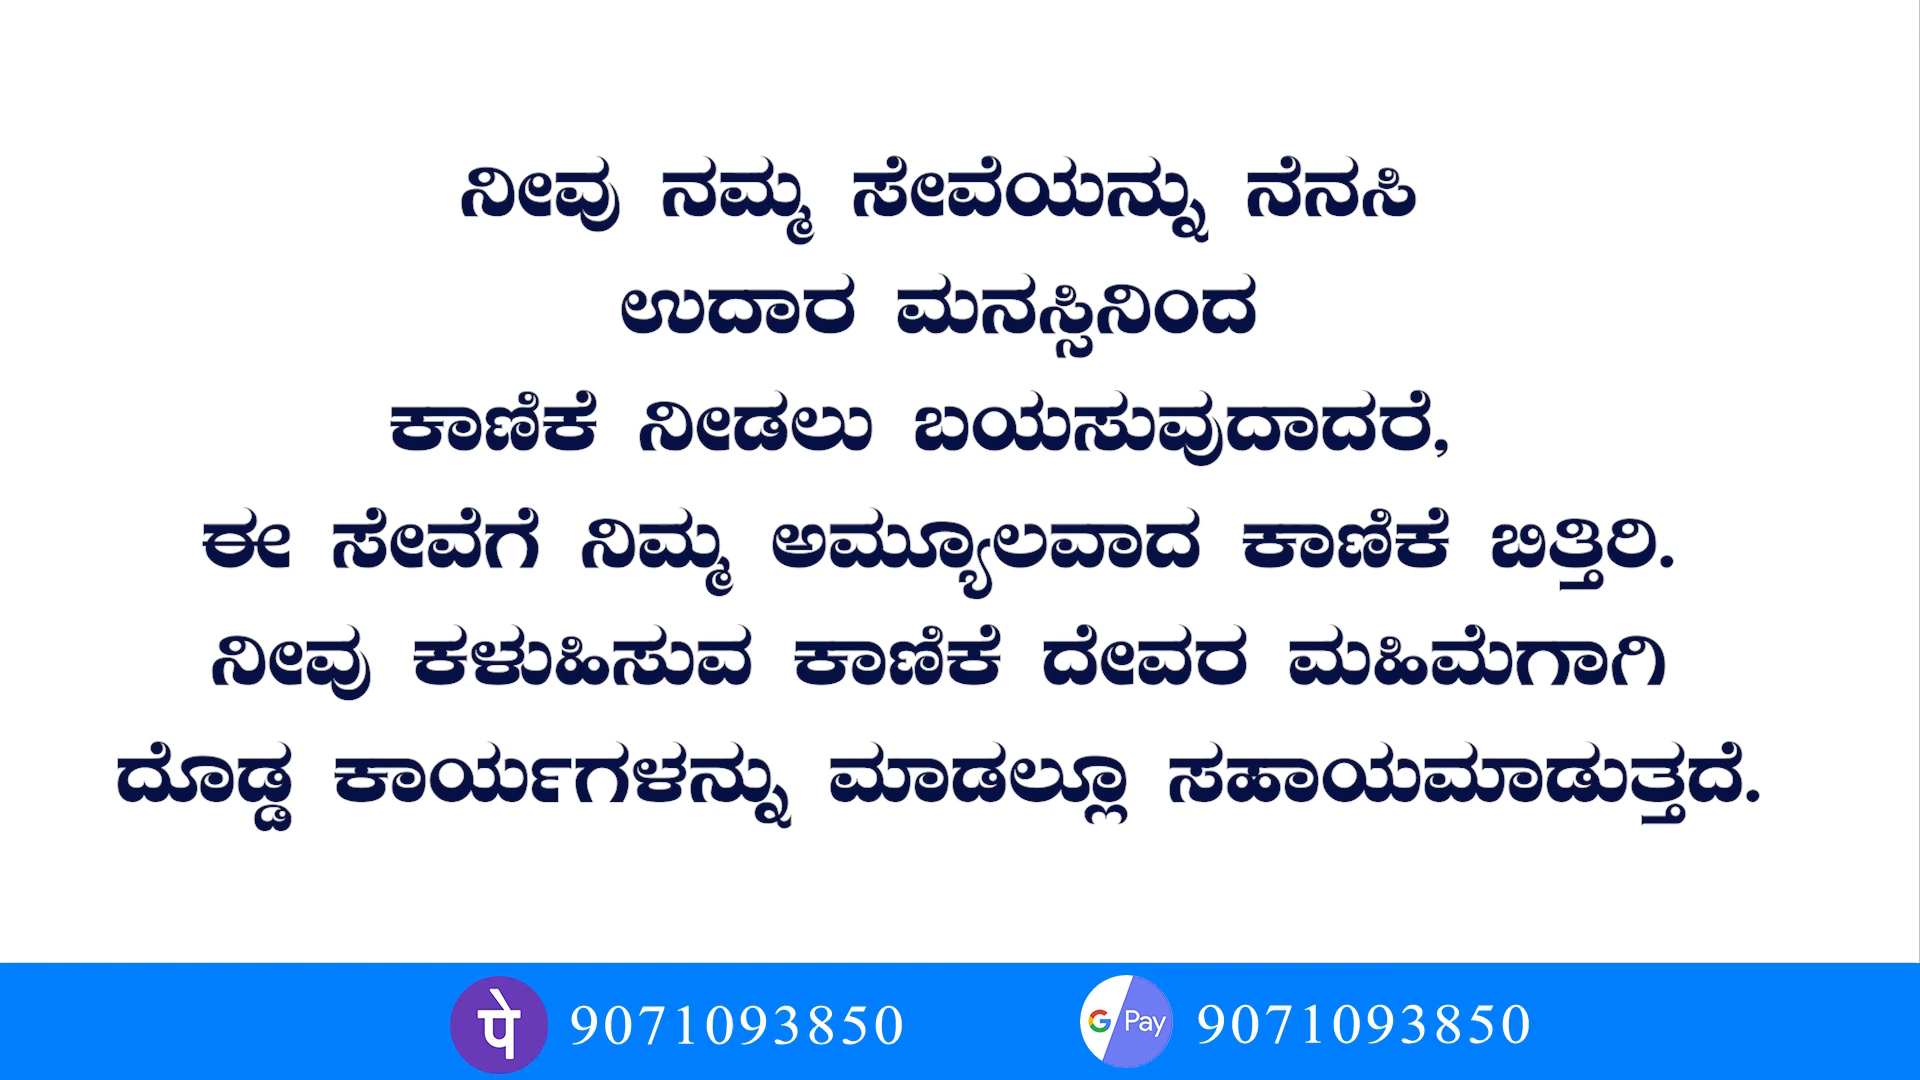 ನೀವು ನಮ್ಮ ಸೇವೆಯನ್ನು ನೆನಸಿ
ಉದಾರ ಮನಸ್ಸಿನಿಂದ
ಕಾಣಿಕೆ ನೀಡಲು ಬಯಸುವುದಾದರೆ,
ಈ ಸೇವೆಗೆ ನಿಮ್ಮ ಅಮ್ಯೂಲವಾದ ಕಾಣಿಕೆ ಬಿತ್ತಿರಿ.
ನೀವು ಕಳುಹಿಸುವ ಕಾಣಿಕೆ ದೇವರ ಮಹಿಮೆಗಾಗಿ
ದೊಡ್ಡ ಕಾರ್ಯಗಳನ್ನು ಮಾಡಲ್ಲೂ ಸಹಾಯಮಾಡುತ್ತದೆ.
पे 9071093850 G Pay 9071093850